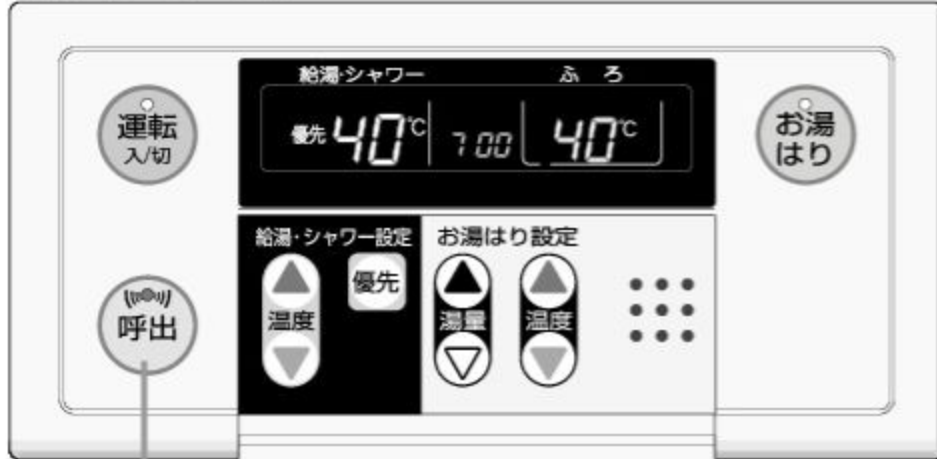 給湯・シャワー
ふろ
運転
入/切
優先 40℃
7 00
40℃
お湯
はり
給湯・シャワー設定
お湯はり設定
優先
温度
湯量
温度
呼出